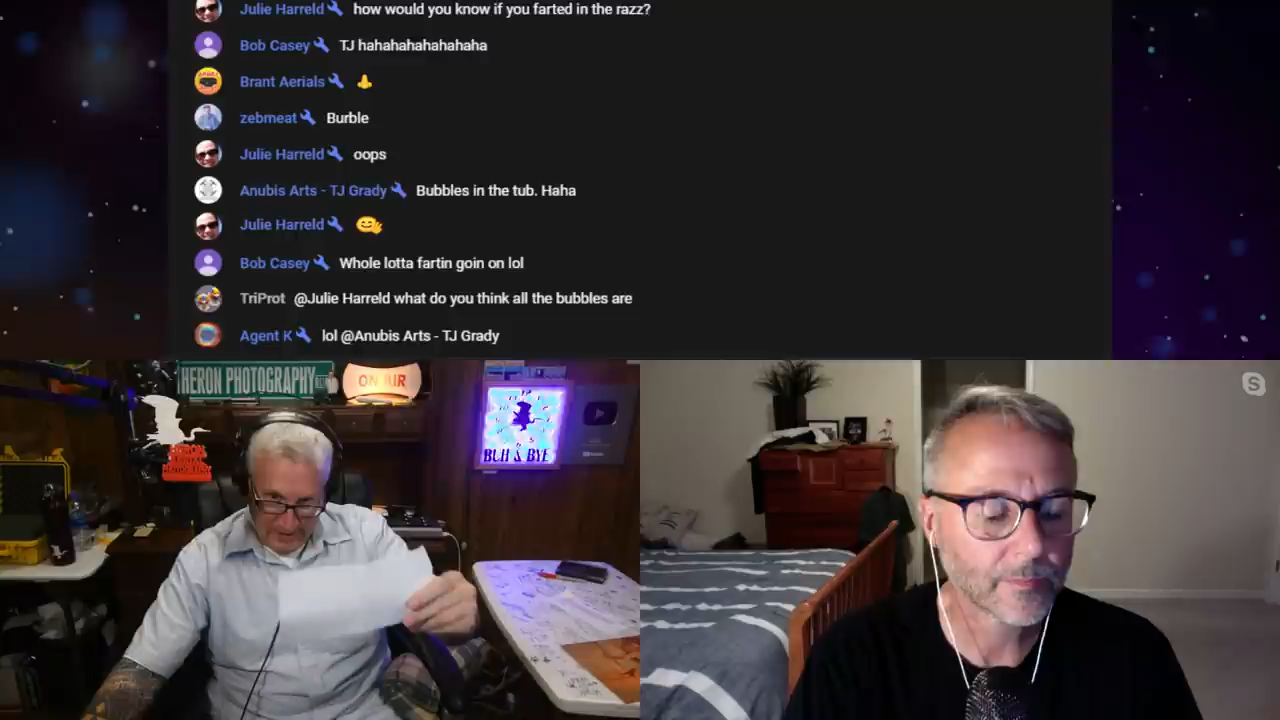 Julie Harreld how would you know if you farted in the razz?
Bob Casey TJ hahahahahahahaha
Brant Aerials
zebmeat Burble
Julie Harreld oops
Anubis Arts - TJ Grady Bubbles in the tub. Haha
Julie Harreld
Bob Casey Whole lotta fartin goin on lol
TriProt @Julie Harreld what do you think all the bubbles are
Agent K lol @Anubis Arts - TJ Grady
HERON PHOTOGRAPHY
ON AIR
BUH & BYE
S